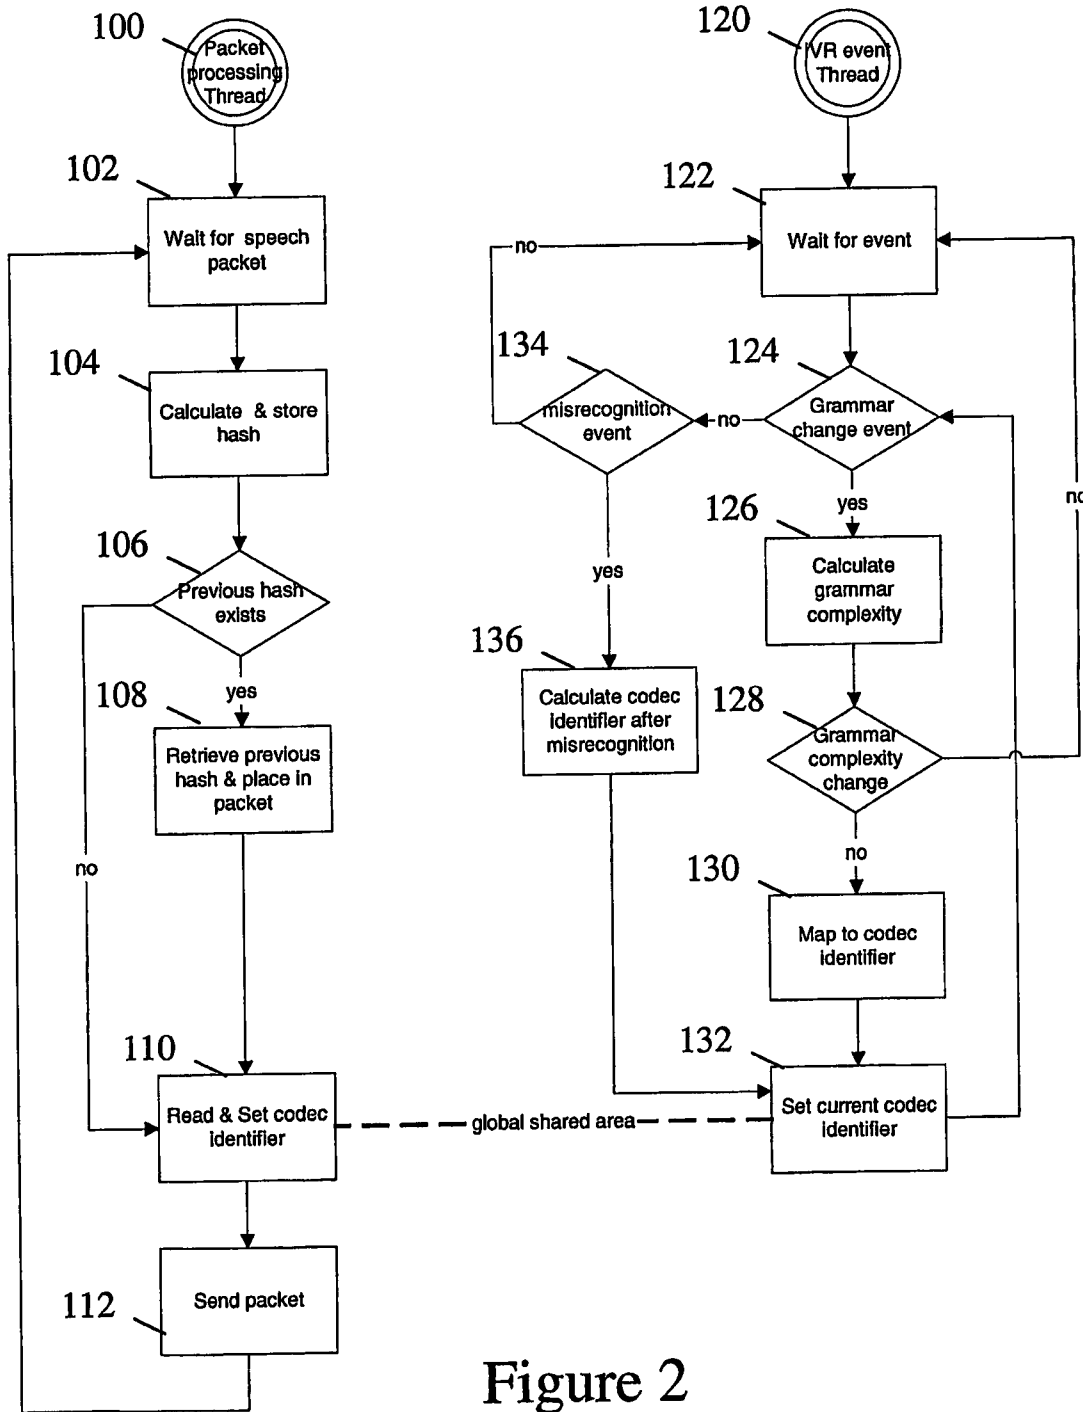 100
Packet
processing
Thread
102
Wait for speech
packet
104
Calculate & store
hash
106
Previous hash
exists
yes
no
108
Retrieve previous
hash & place in
packet
110
Read & Set codec
identifier
112
Send packet
global shared area
120
IVR event
Thread
122
Wait for event
no
124
Grammar
change event
no
yes
134
misrecognition
event
yes
136
Calculate codec
identifier after
misrecognition
126
Calculate
grammar
complexity
128
Grammar
complexity
change
no
no
130
Map to codec
identifier
132
Set current codec
identifier
Figure 2